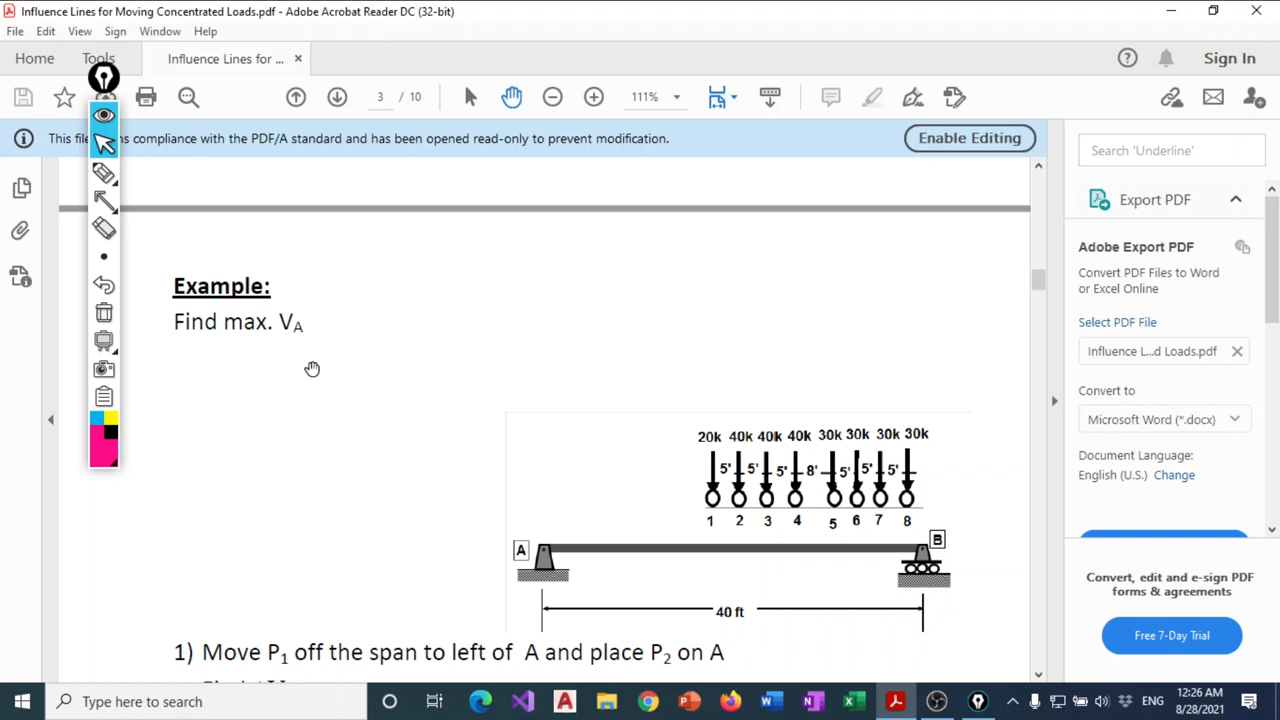 Influence Lines for Moving Concentrated Loads.pdf - Adobe Acrobat Reader DC (32-bit)
File Edit View Sign Window Help
Home Tools Influence Lines for ... × Sign In
3 / 10 111%
This file compliance with the PDF/A standard and has been opened read-only to prevent modification. Enable Editing
Search 'Underline'
Export PDF
Adobe Export PDF
Convert PDF Files to Word
or Excel Online
Select PDF File
Influence L...d Loads.pdf
Convert to
Microsoft Word (*.docx)
Document Language:
English (U.S.) Change
Convert, edit and e-sign PDF
forms & agreements
Free 7-Day Trial
Example:
Find max. VA
20k 40k 40k 40k 30k 30k 30k 30k
5' 5' 5' 8' 5' 5' 5'
1 2 3 4 5 6 7 8
A B
40 ft
1) Move P1 off the span to left of A and place P2 on A
Type here to search
ENG
12:26 AM
8/28/2021